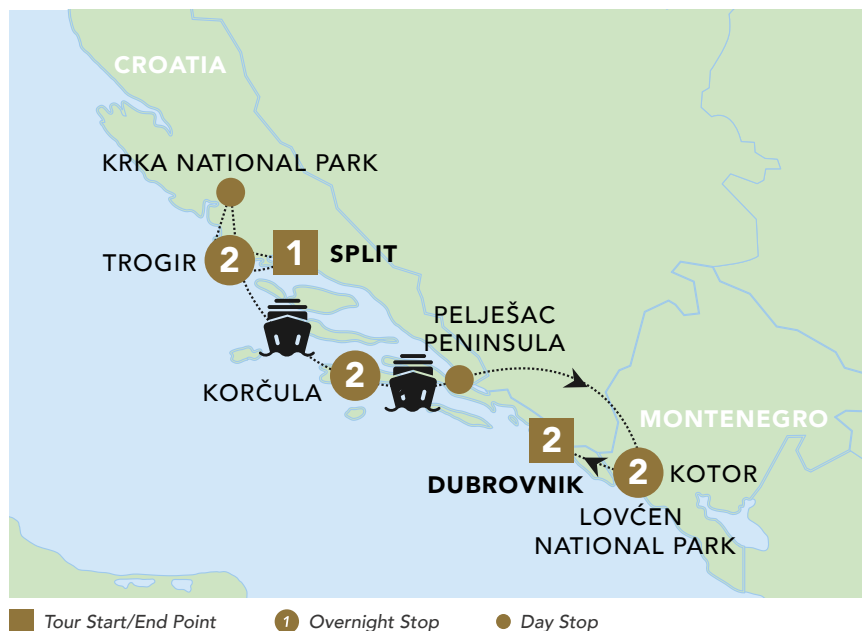 CROATIA
KRKA NATIONAL PARK
TROGIR
2
1
SPLIT
PELJEŠAC
PENINSULA
KORČULA
2
MONTENEGRO
2
DUBROVNIK
2
KOTOR
LOVĆEN
NATIONAL PARK
Tour Start/End Point
1
Overnight Stop
Day Stop